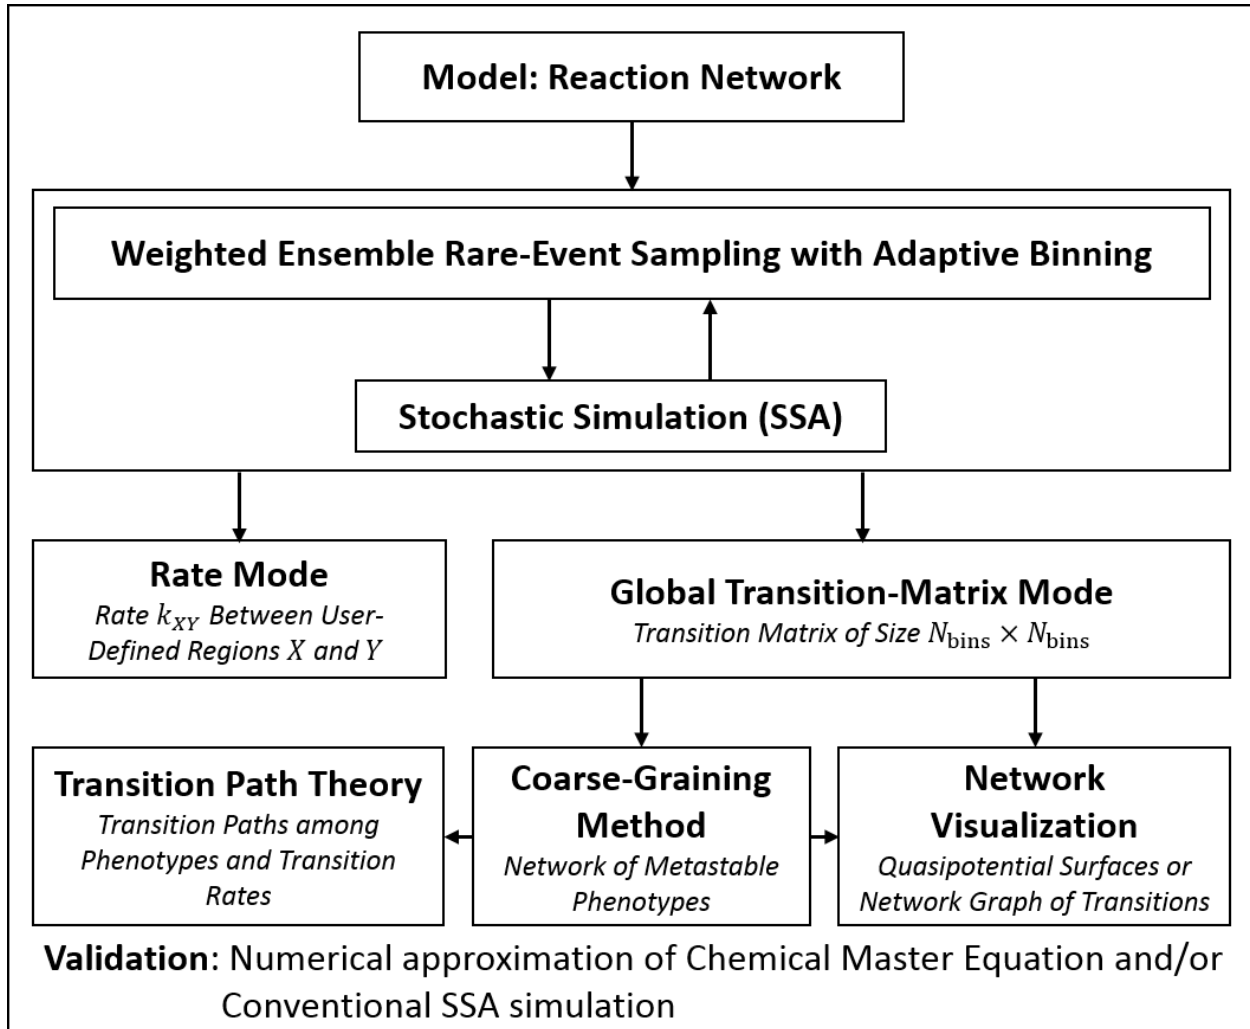 Model: Reaction Network
Weighted Ensemble Rare-Event Sampling with Adaptive Binning
Stochastic Simulation (SSA)
Rate Mode
Rate k_XY Between User-
Defined Regions X and Y
Global Transition-Matrix Mode
Transition Matrix of Size N_bins × N_bins
Transition Path Theory
Transition Paths among
Phenotypes and Transition
Rates
Coarse-Graining
Method
Network of Metastable
Phenotypes
Network
Visualization
Quasipotential Surfaces or
Network Graph of Transitions
Validation: Numerical approximation of Chemical Master Equation and/or
Conventional SSA simulation